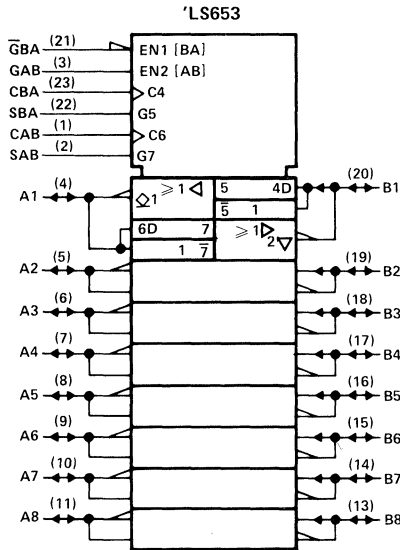 'LS653
G̅BA (21) EN1 [BA]
GAB (3) EN2 [AB]
CBA (23) C4
SBA (22) G5
CAB (1) C6
SAB (2) G7
A1 (4) 1 ≥ 1 5 4D (20) B1
5̅ 1
6D 7 ≥ 1
1 7̅ 2
A2 (5) (19) B2
A3 (6) (18) B3
A4 (7) (17) B4
A5 (8) (16) B5
A6 (9) (15) B6
A7 (10) (14) B7
A8 (11) (13) B8